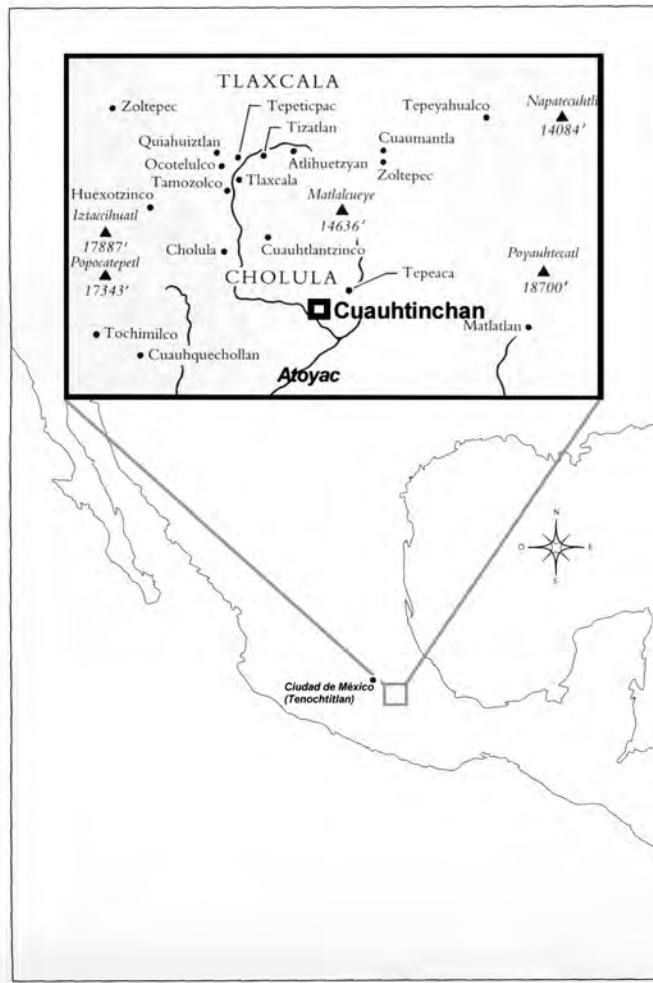 TLAXCALA
Zoltepec
Tepeticpac
Tepeyahualco
Napatecuhtli
14084'
Tizatlan
Quiahuiztlan
Cuaumantla
Ocotelulco
Atlihuetzyan
Zoltepec
Tamozolco
Tlaxcala
Huexotzinco
Matlalcueye
14636'
Iztaccihuatl
17887'
Cholula
Cuauhtlantzinco
Popocatepetl
17343'
CHOLULA
Tepeaca
Poyauhtecatl
18700'
Cuauhtinchan
Tochimilco
Matlatlan
Cuauhquechollan
Atoyac
N
O
E
S
Ciudad de México
(Tenochtitlan)